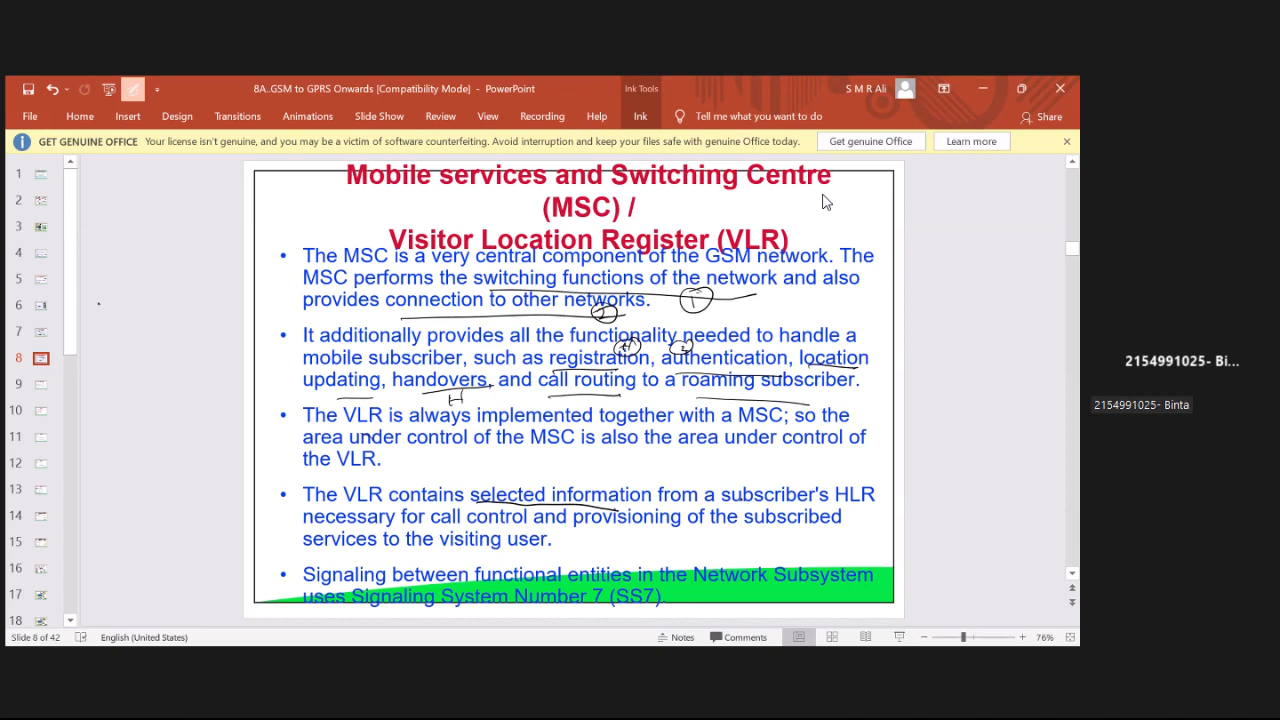 8A..GSM to GPRS Onwards [Compatibility Mode] - PowerPoint
Ink Tools
S M R Ali
File Home Insert Design Transitions Animations Slide Show Review View Recording Help Ink Tell me what you want to do Share
GET GENUINE OFFICE Your license isn't genuine, and you may be a victim of software counterfeiting. Avoid interruption and keep your files safe with genuine Office today. Get genuine Office Learn more
1
2
3
4
5
6
7
8
9
10
11
12
13
14
15
16
17
18
Mobile services and Switching Centre
(MSC) /
Visitor Location Register (VLR)
• The MSC is a very central component of the GSM network. The
MSC performs the switching functions of the network and also
provides connection to other networks.
1
2
• It additionally provides all the functionality needed to handle a
mobile subscriber, such as registration, authentication, location
updating, handovers, and call routing to a roaming subscriber.
H
• The VLR is always implemented together with a MSC; so the
area under control of the MSC is also the area under control of
the VLR.
• The VLR contains selected information from a subscriber's HLR
necessary for call control and provisioning of the subscribed
services to the visiting user.
• Signaling between functional entities in the Network Subsystem
uses Signaling System Number 7 (SS7).
2154991025- Bi...
2154991025- Binta
Slide 8 of 42 English (United States) Notes Comments 76%